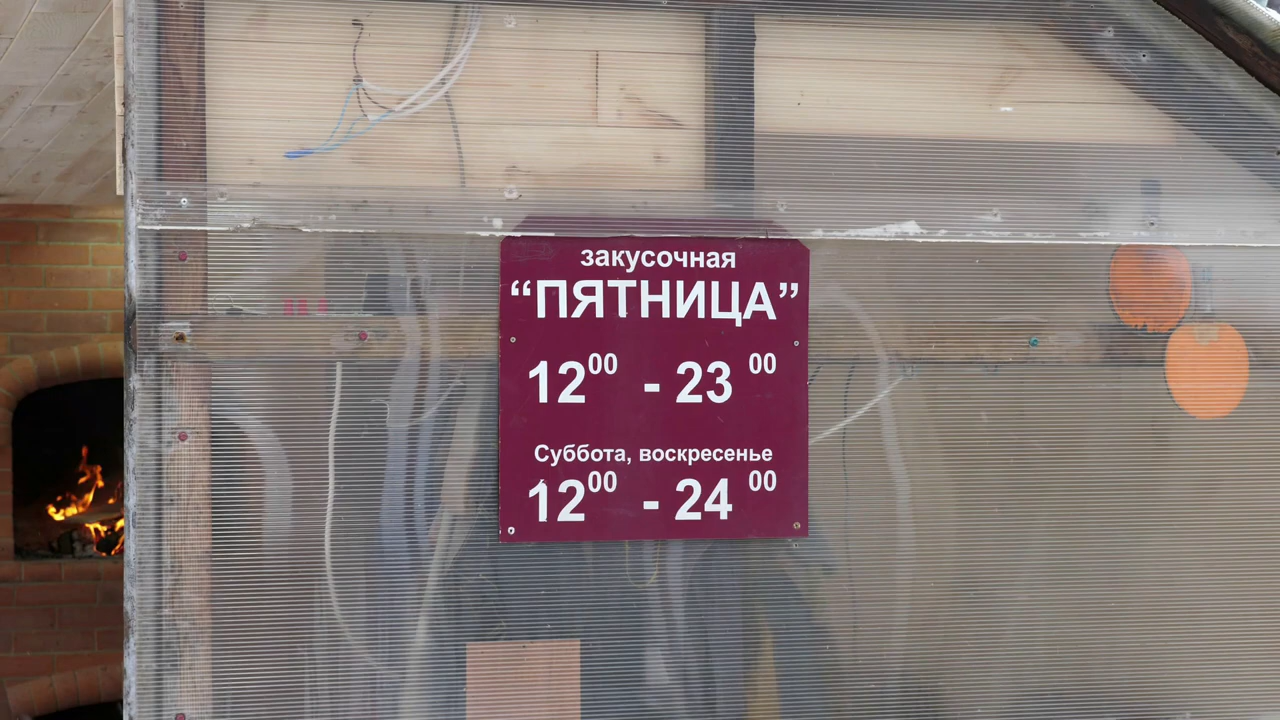 закусочная
“ПЯТНИЦА”
12⁰⁰ - 23 ⁰⁰
Суббота, воскресенье
12⁰⁰ - 24 ⁰⁰